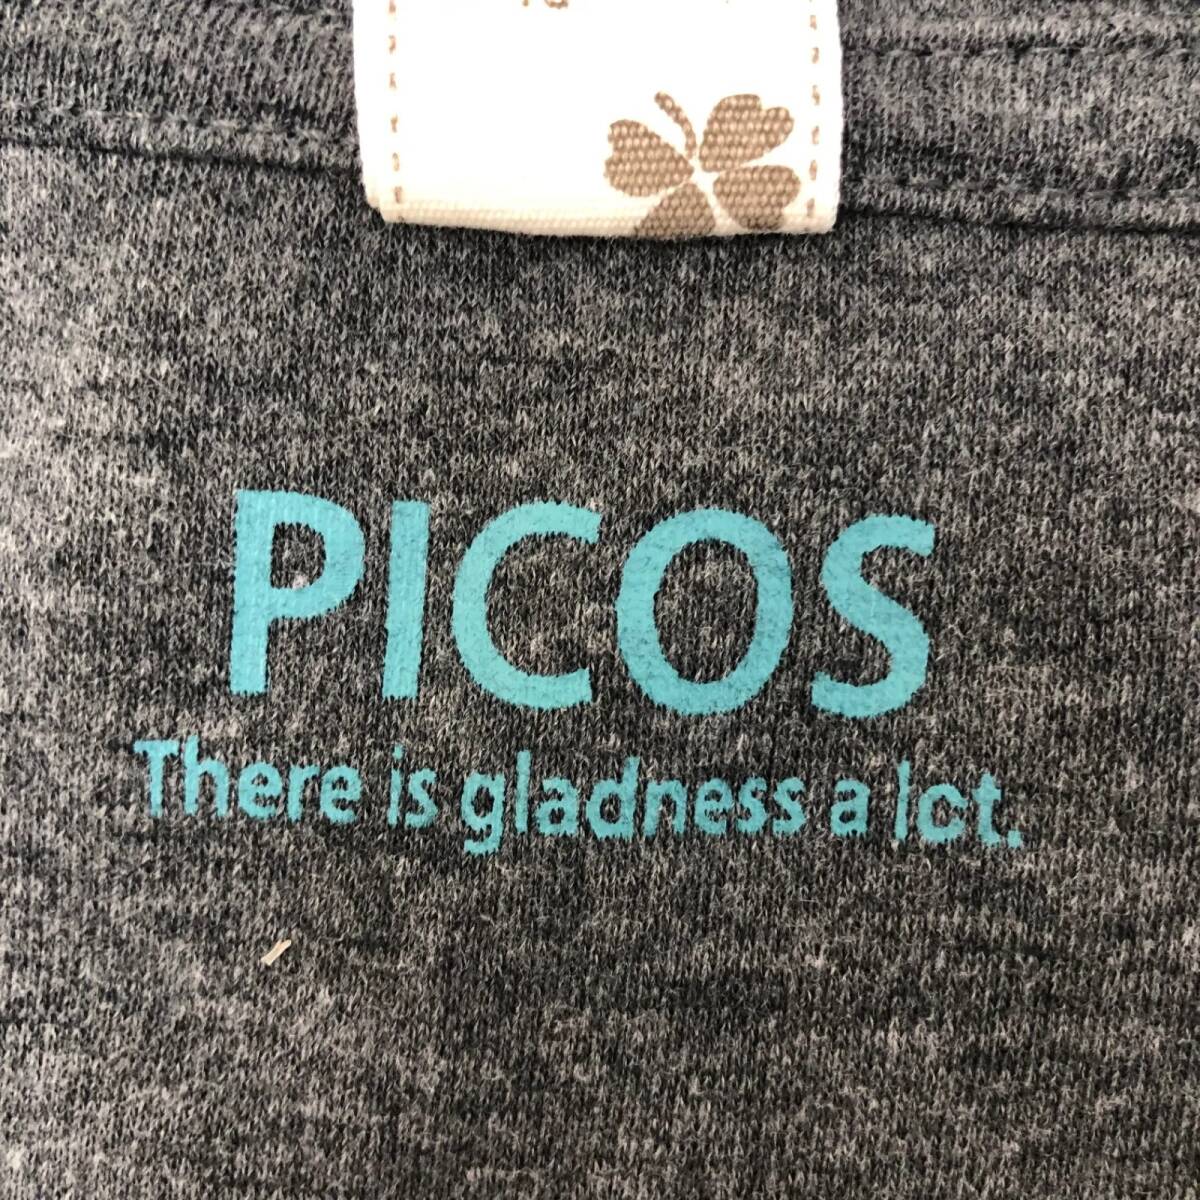 PICOS
There is gladness a lct.